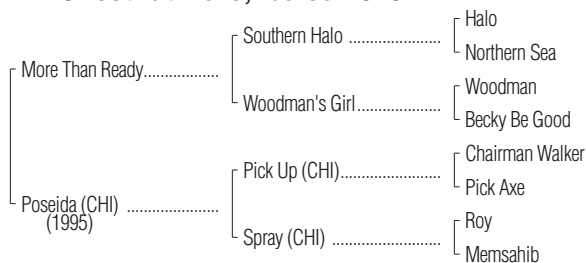 Halo
Southern Halo ..................
Northern Sea
More Than Ready.................
Woodman
Woodman's Girl..................
Becky Be Good
Chairman Walker
Pick Up (CHI)....................
Pick Axe
Poseida (CHI) .....................
(1995)
Roy
Spray (CHI) .....................
Memsahib